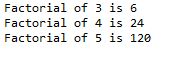 Factorial of 3 is 6
Factorial of 4 is 24
Factorial of 5 is 120